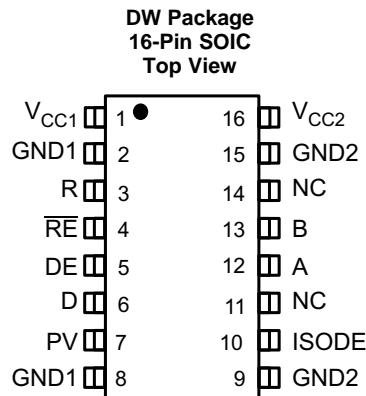 DW Package
16-Pin SOIC
Top View
VCC1 1 16 VCC2
GND1 2 15 GND2
R 3 14 NC
RE 4 13 B
DE 5 12 A
D 6 11 NC
PV 7 10 ISODE
GND1 8 9 GND2